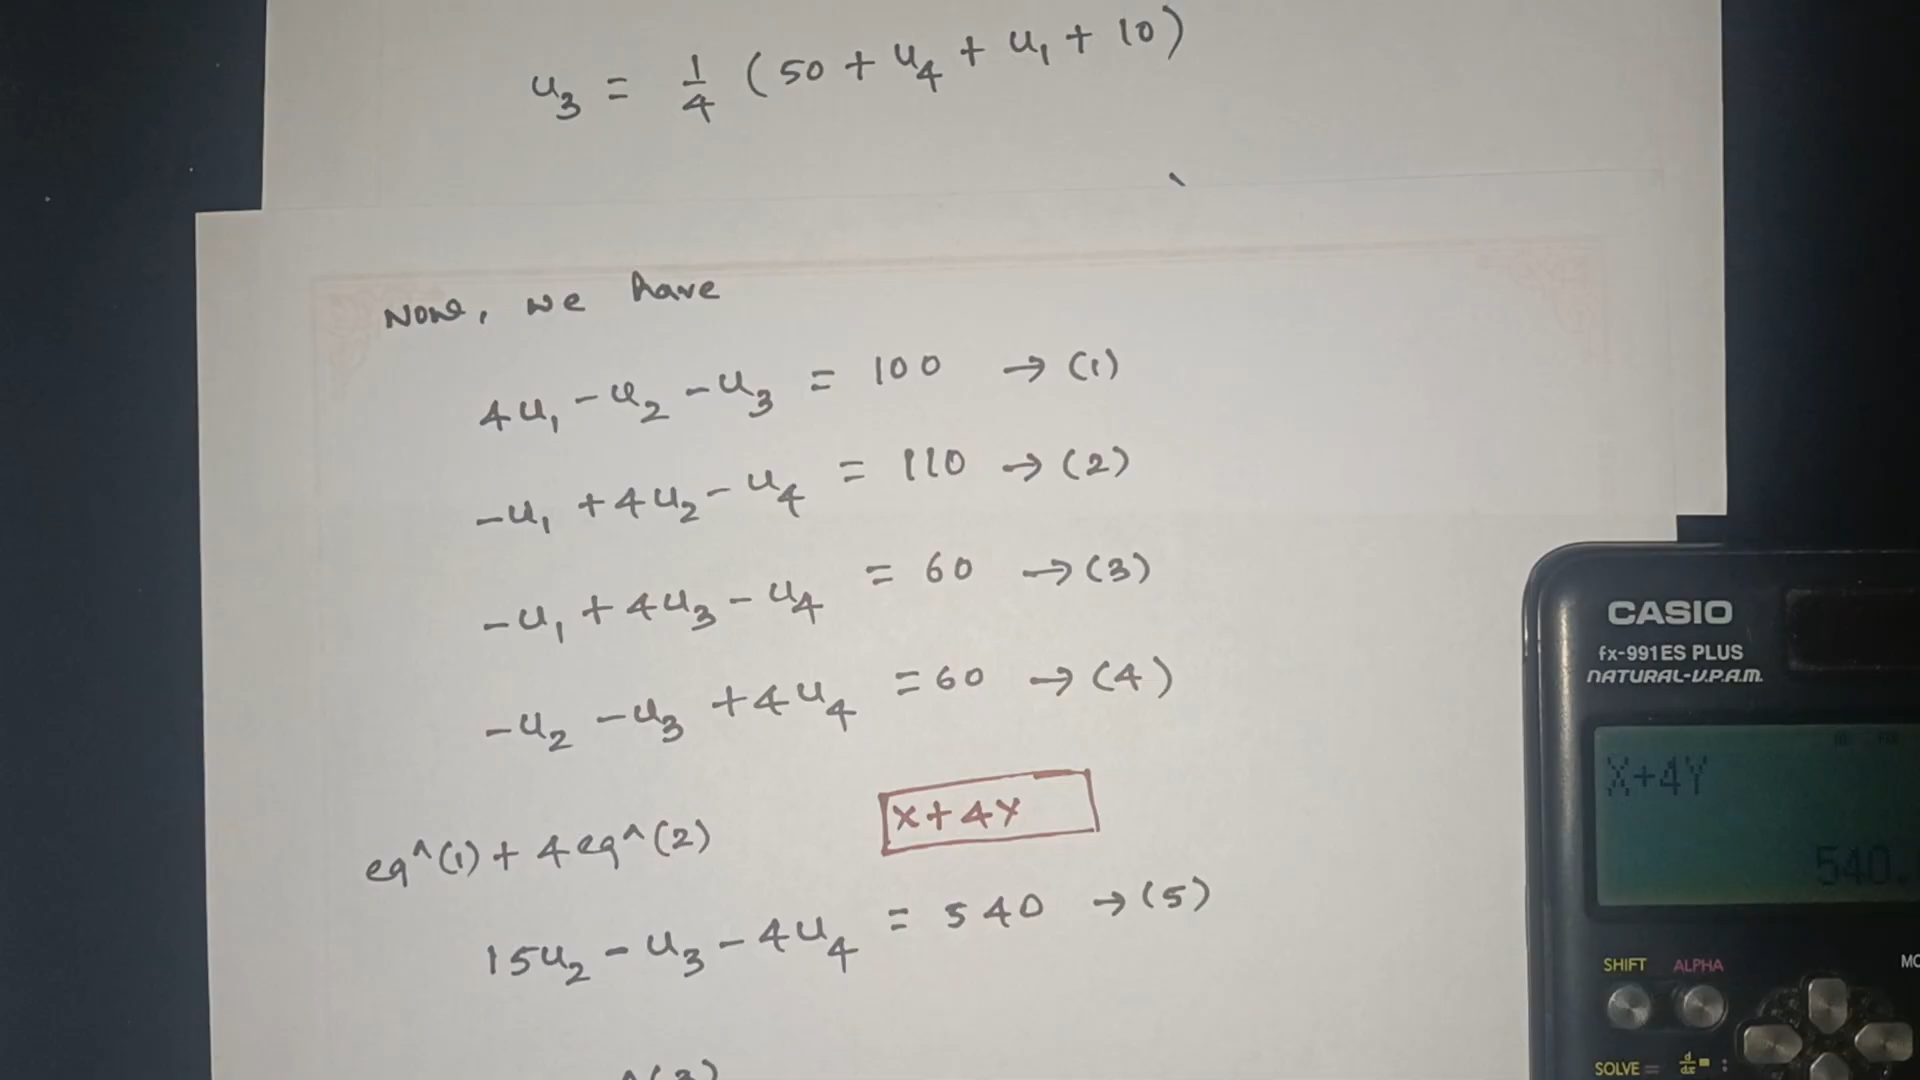 u₃ = 1/4 (50 + u₄ + u₁ + 10)
Now, we have
4u₁ - u₂ - u₃ = 100 → (1)
-u₁ + 4u₂ - u₄ = 110 → (2)
-u₁ + 4u₃ - u₄ = 60 → (3)
-u₂ - u₃ + 4u₄ = 60 → (4)
eq^(1) + 4eq^(2)
X + 4Y
15u₂ - u₃ - 4u₄ = 540 → (5)
CASIO
fx-991ES PLUS
NATURAL-V.P.A.M.
X+4Y
540.
SHIFT ALPHA
SOLVE = d/dx :